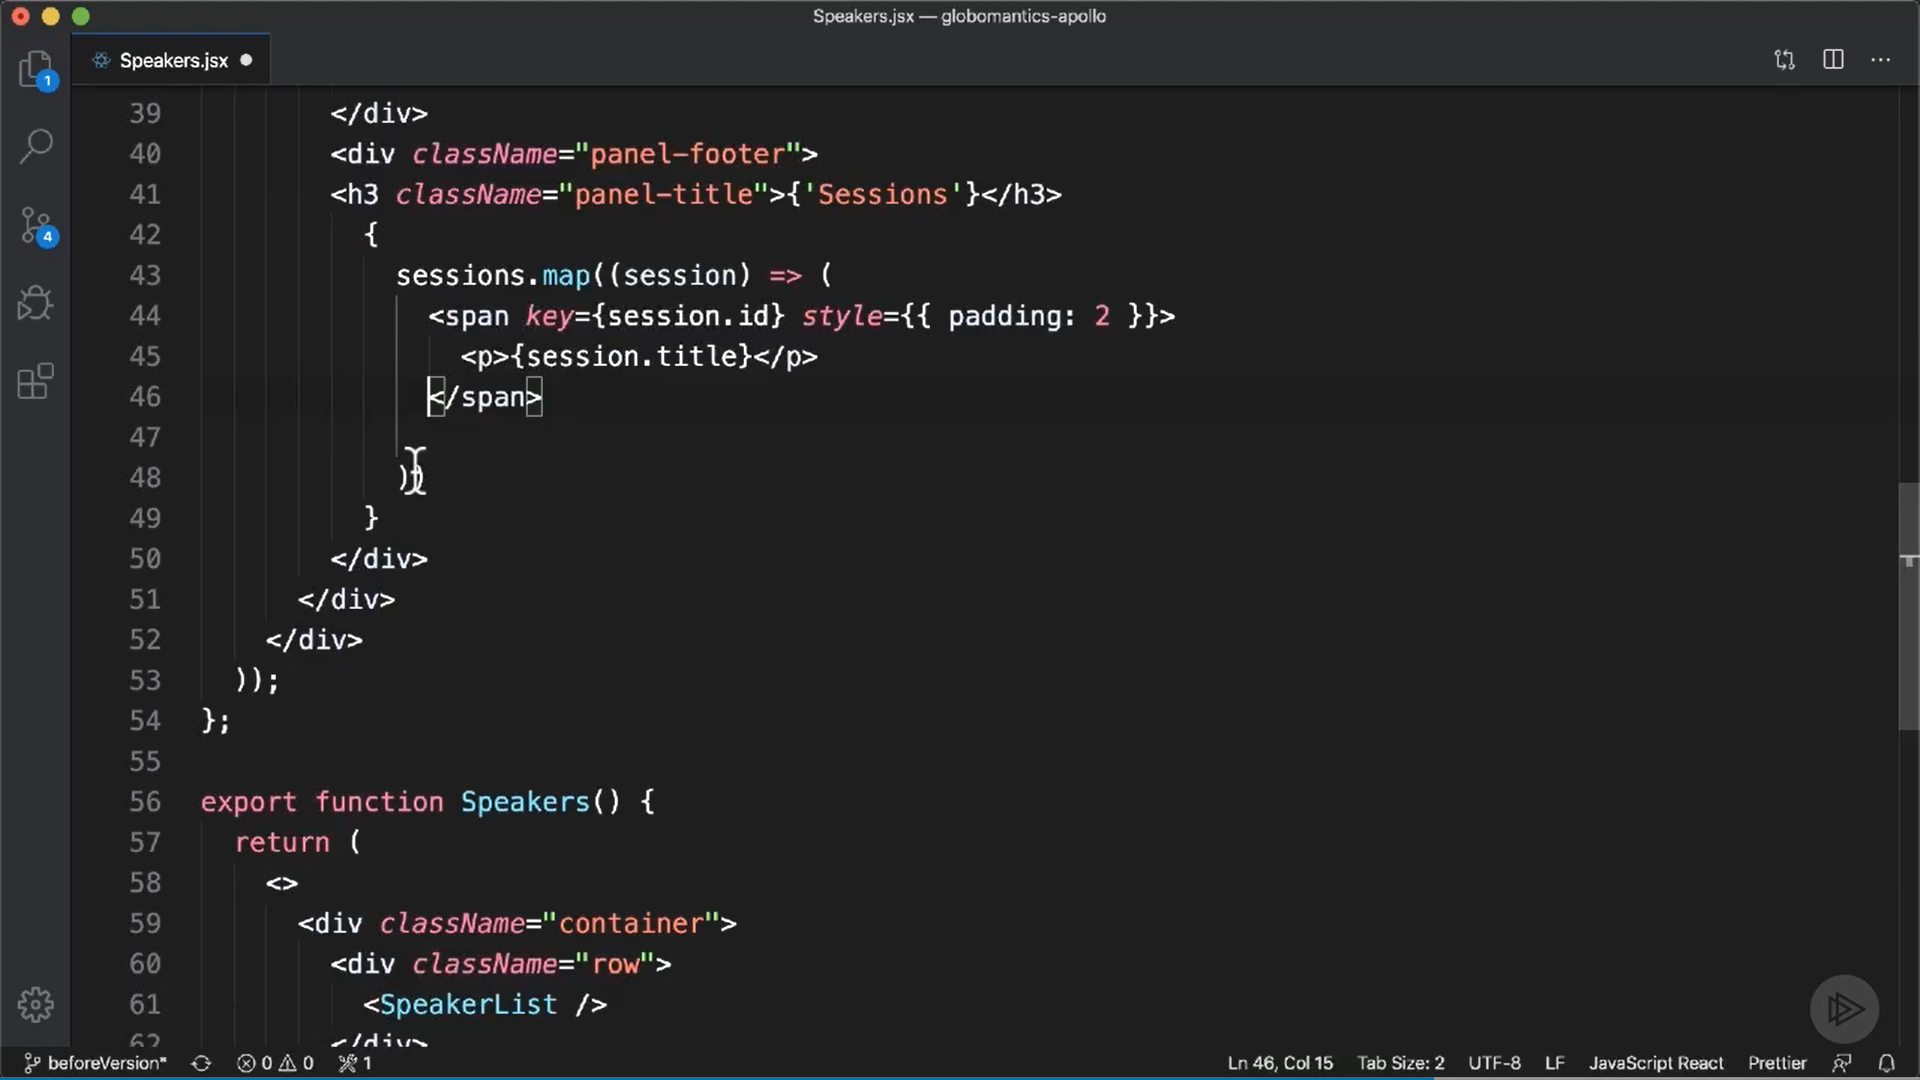 Speakers.jsx — globomantics-apollo
Speakers.jsx
1
4
39 </div>
40 <div className="panel-footer">
41 <h3 className="panel-title">{'Sessions'}</h3>
42 {
43 sessions.map((session) => (
44 <span key={session.id} style={{ padding: 2 }}>
45 <p>{session.title}</p>
46 </span>
47
48 ))
49 }
50 </div>
51 </div>
52 </div>
53 ));
54 };
55
56 export function Speakers() {
57 return (
58 <>
59 <div className="container">
60 <div className="row">
61 <SpeakerList />
62 </div>
beforeVersion* 0 0 1 Ln 46, Col 15 Tab Size: 2 UTF-8 LF JavaScript React Prettier